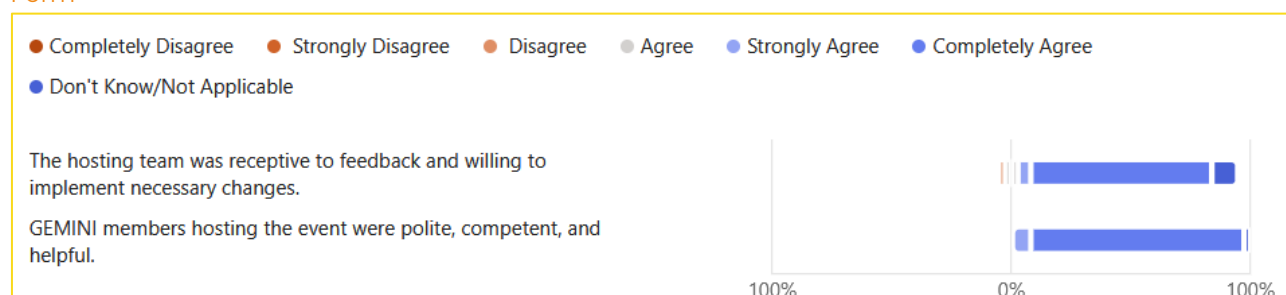 Completely Disagree Strongly Disagree Disagree Agree Strongly Agree Completely Agree
Don't Know/Not Applicable
The hosting team was receptive to feedback and willing to
implement necessary changes.
GEMINI members hosting the event were polite, competent, and
helpful.
100% 0% 100%